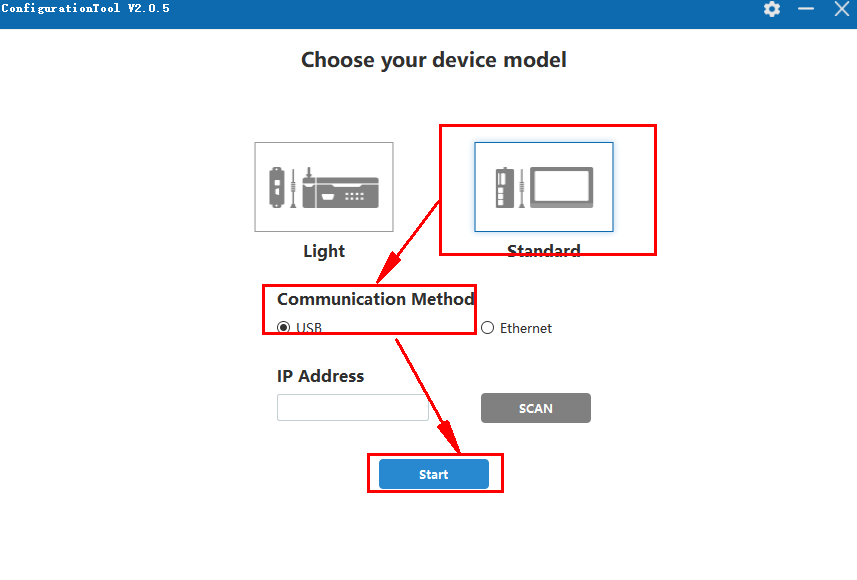 ConfigurationTool V2.0.5
Choose your device model
Light
Standard
Communication Method
USB
Ethernet
IP Address
SCAN
Start